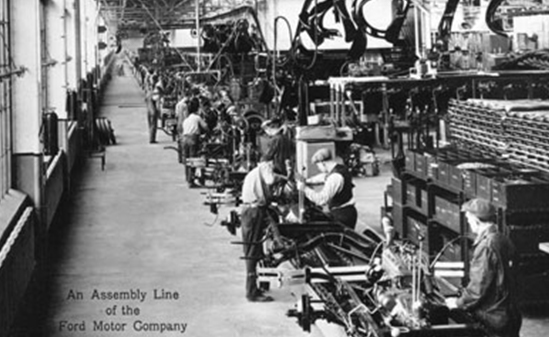 An Assembly Line
of the
Ford Motor Company